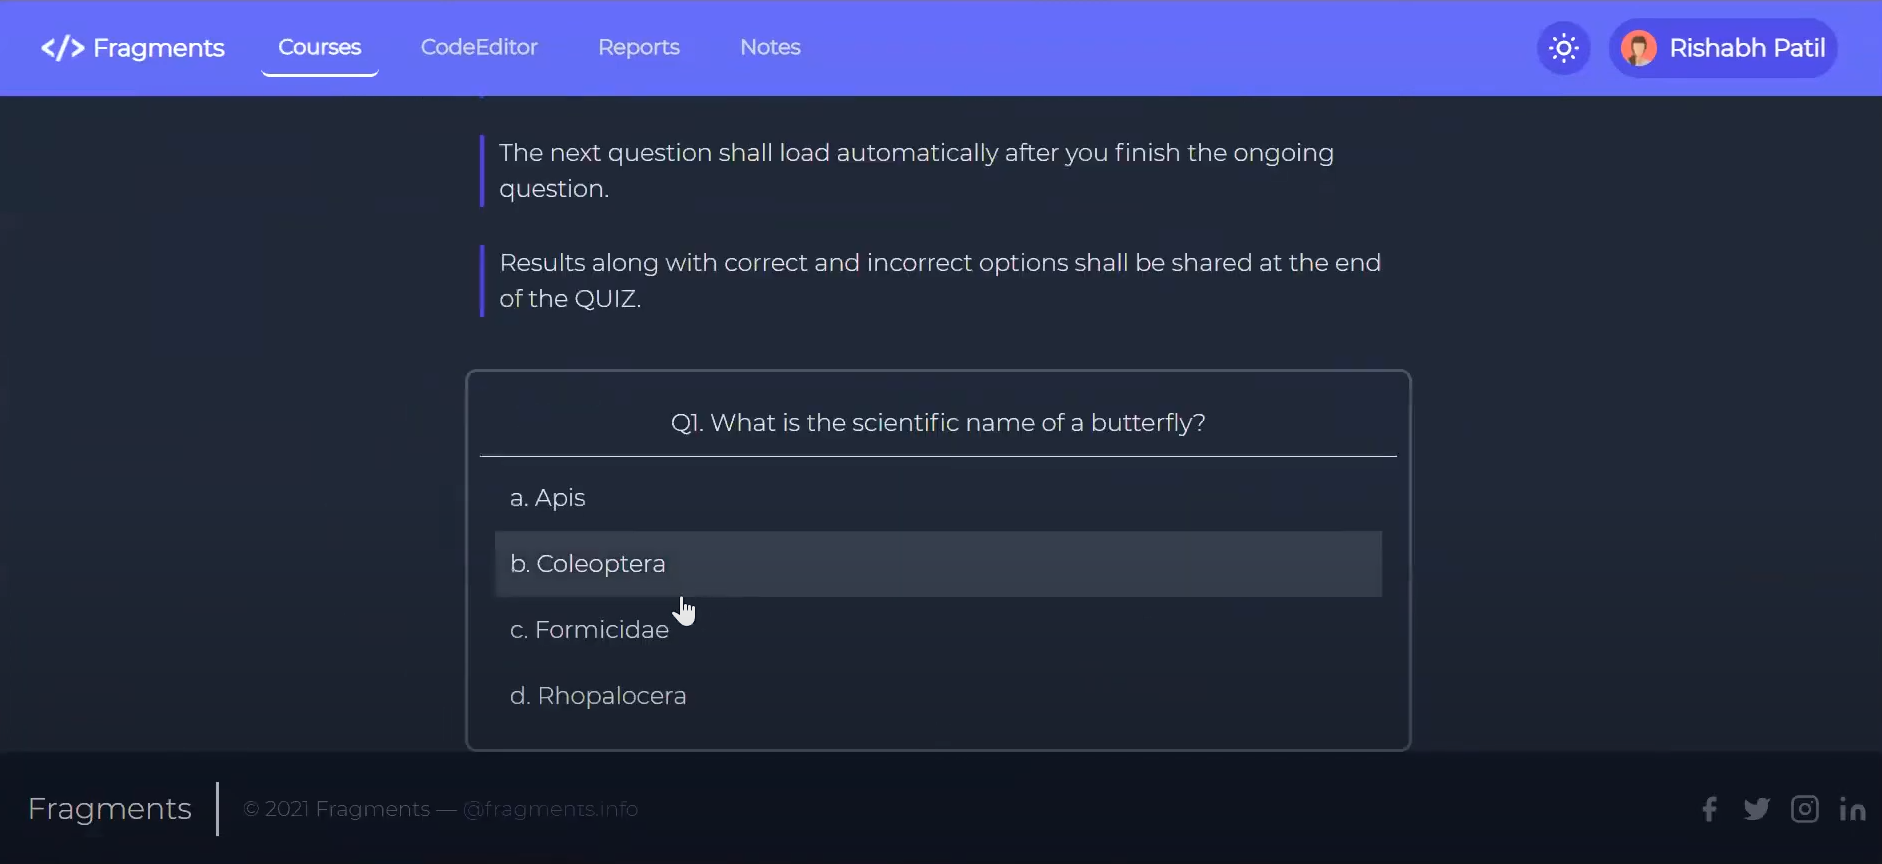 </> Fragments Courses CodeEditor Reports Notes Rishabh Patil
The next question shall load automatically after you finish the ongoing
question.
Results along with correct and incorrect options shall be shared at the end
of the QUIZ.
Q1. What is the scientific name of a butterfly?
a. Apis
b. Coleoptera
c. Formicidae
d. Rhopalocera
Fragments © 2021 Fragments — @fragments.info